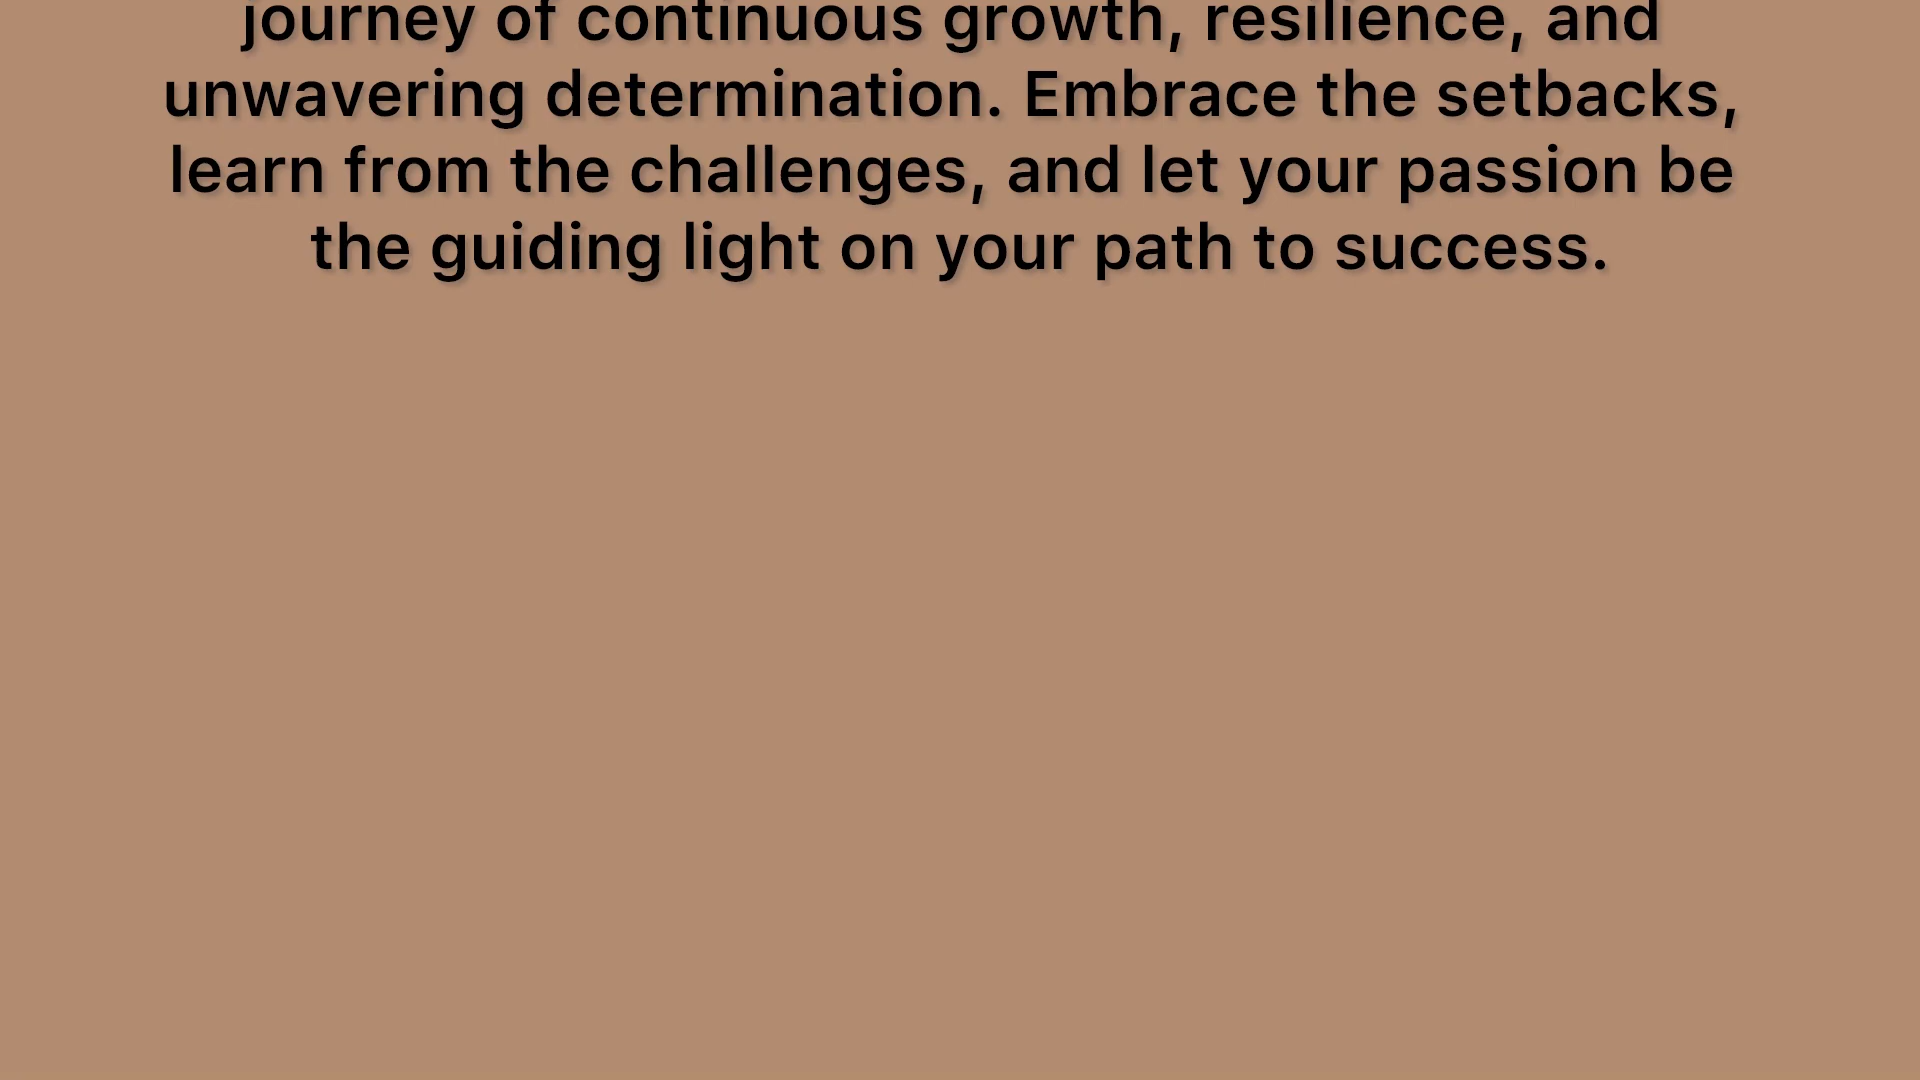 journey of continuous growth, resilience, and
unwavering determination. Embrace the setbacks,
learn from the challenges, and let your passion be
the guiding light on your path to success.